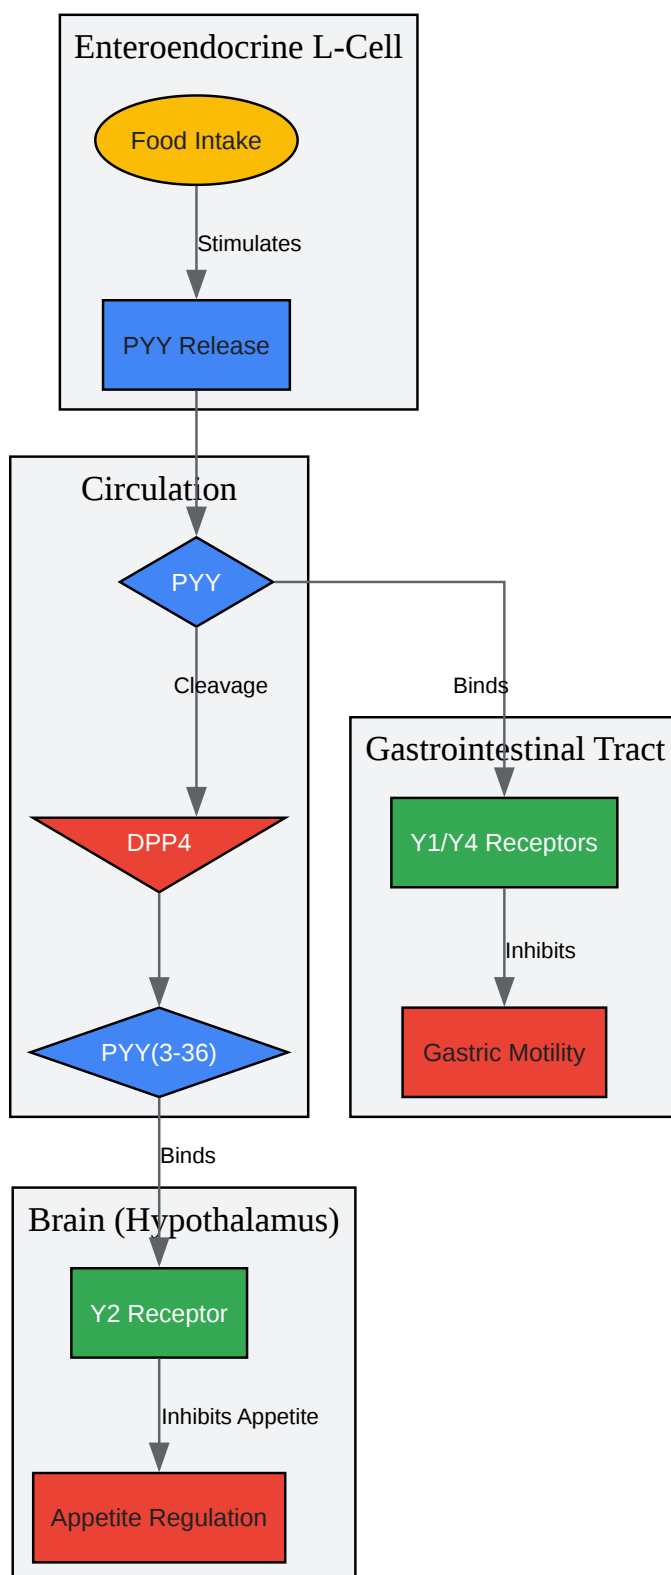 Enteroendocrine L-Cell
Food Intake
Stimulates
PYY Release
Circulation
PYY
Cleavage
Binds
Gastrointestinal Tract
DPP4
Y1/Y4 Receptors
Inhibits
PYY(3-36)
Gastric Motility
Binds
Brain (Hypothalamus)
Y2 Receptor
Inhibits Appetite
Appetite Regulation